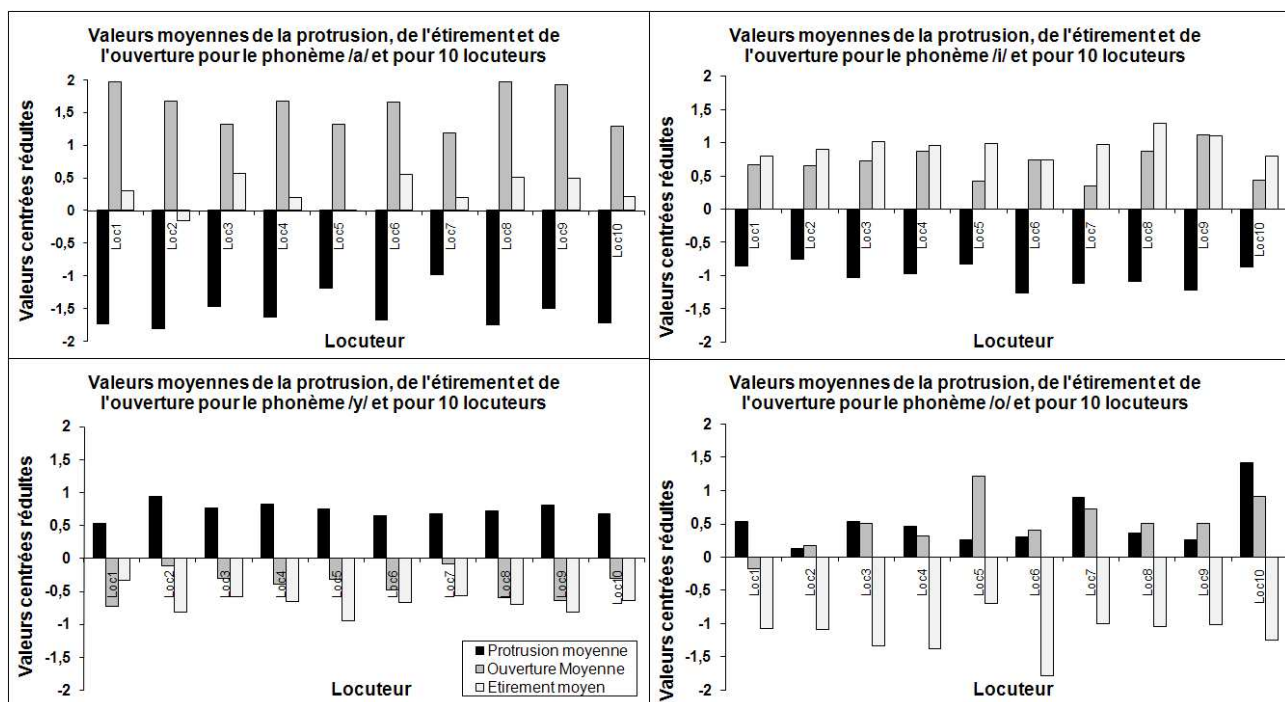 Valeurs moyennes de la protrusion, de l'étirement et de
l'ouverture pour le phonème /a/ et pour 10 locuteurs
Valeurs centrées réduites
2
1,5
1
0,5
0
-0,5
-1
-1,5
-2
Loc1
Loc2
Loc3
Loc4
Loc5
Loc6
Loc7
Loc8
Loc9
Loc10
Locuteur
Valeurs moyennes de la protrusion, de l'étirement et de
l'ouverture pour le phonème /i/ et pour 10 locuteurs
Valeurs centrées réduites
2
1,5
1
0,5
0
-0,5
-1
-1,5
-2
Loc1
Loc2
Loc3
Loc4
Loc5
Loc6
Loc7
Loc8
Loc9
Loc10
Locuteur
Valeurs moyennes de la protrusion, de l'étirement et de
l'ouverture pour le phonème /y/ et pour 10 locuteurs
Valeurs centrées réduites
2
1,5
1
0,5
0
-0,5
-1
-1,5
-2
Loc1
Loc2
Loc3
Loc4
Loc5
Loc6
Loc7
Loc8
Loc9
Loc10
Protrusion moyenne
Ouverture Moyenne
Etirement moyen
Locuteur
Valeurs moyennes de la protrusion, de l'étirement et de
l'ouverture pour le phonème /o/ et pour 10 locuteurs
Valeurs centrées réduites
2
1,5
1
0,5
0
-0,5
-1
-1,5
-2
Loc1
Loc2
Loc3
Loc4
Loc5
Loc6
Loc7
Loc8
Loc9
Loc10
Locuteur